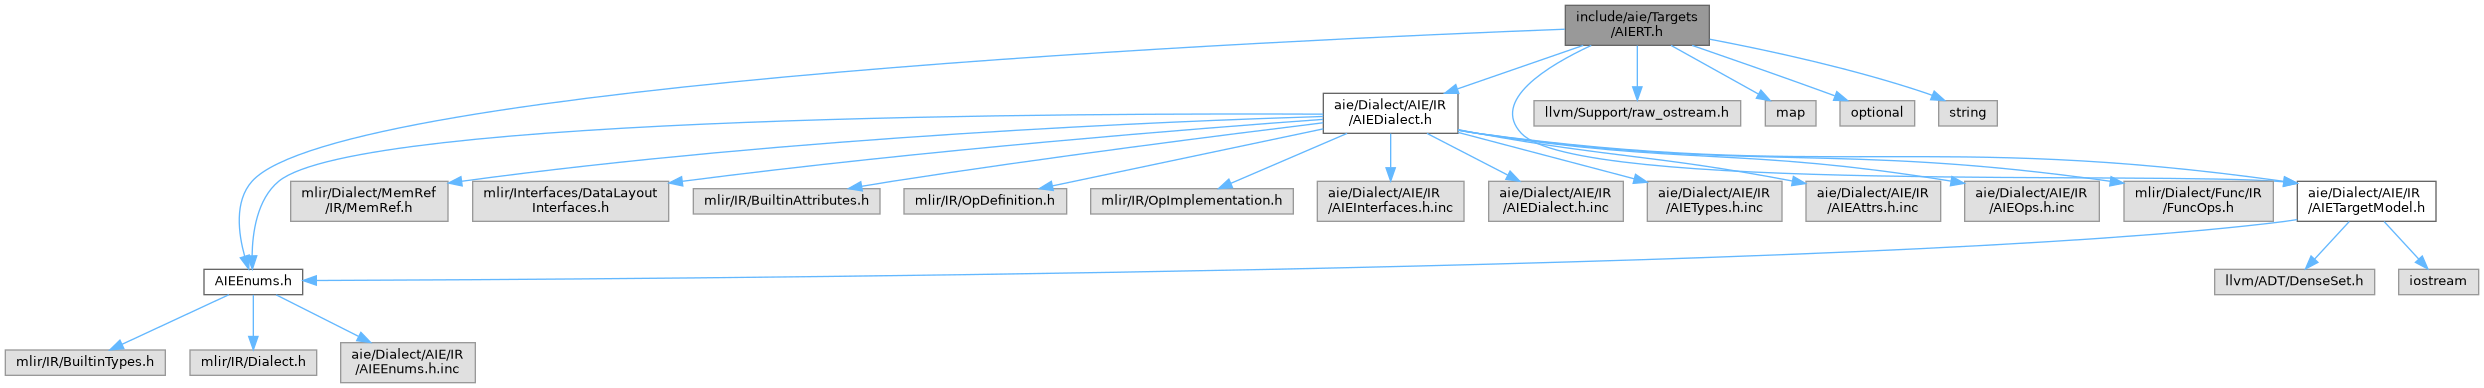 include/aie/Targets
/AIERT.h
aie/Dialect/AIE/IR
/AIEDialect.h
llvm/Support/raw_ostream.h
map
optional
string
mlir/Dialect/MemRef
/IR/MemRef.h
mlir/Interfaces/DataLayout
Interfaces.h
mlir/IR/BuiltinAttributes.h
mlir/IR/OpDefinition.h
mlir/IR/OpImplementation.h
aie/Dialect/AIE/IR
/AIEInterfaces.h.inc
aie/Dialect/AIE/IR
/AIEDialect.h.inc
aie/Dialect/AIE/IR
/AIETypes.h.inc
aie/Dialect/AIE/IR
/AIEAttrs.h.inc
aie/Dialect/AIE/IR
/AIEOps.h.inc
mlir/Dialect/Func/IR
/FuncOps.h
aie/Dialect/AIE/IR
/AIETargetModel.h
AIEEnums.h
llvm/ADT/DenseSet.h
iostream
mlir/IR/BuiltinTypes.h
mlir/IR/Dialect.h
aie/Dialect/AIE/IR
/AIEEnums.h.inc